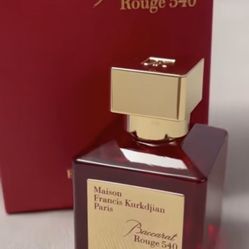 Rouge 540
Maison
Francis Kurkdjian
Paris
Baccarat
Rouge 540